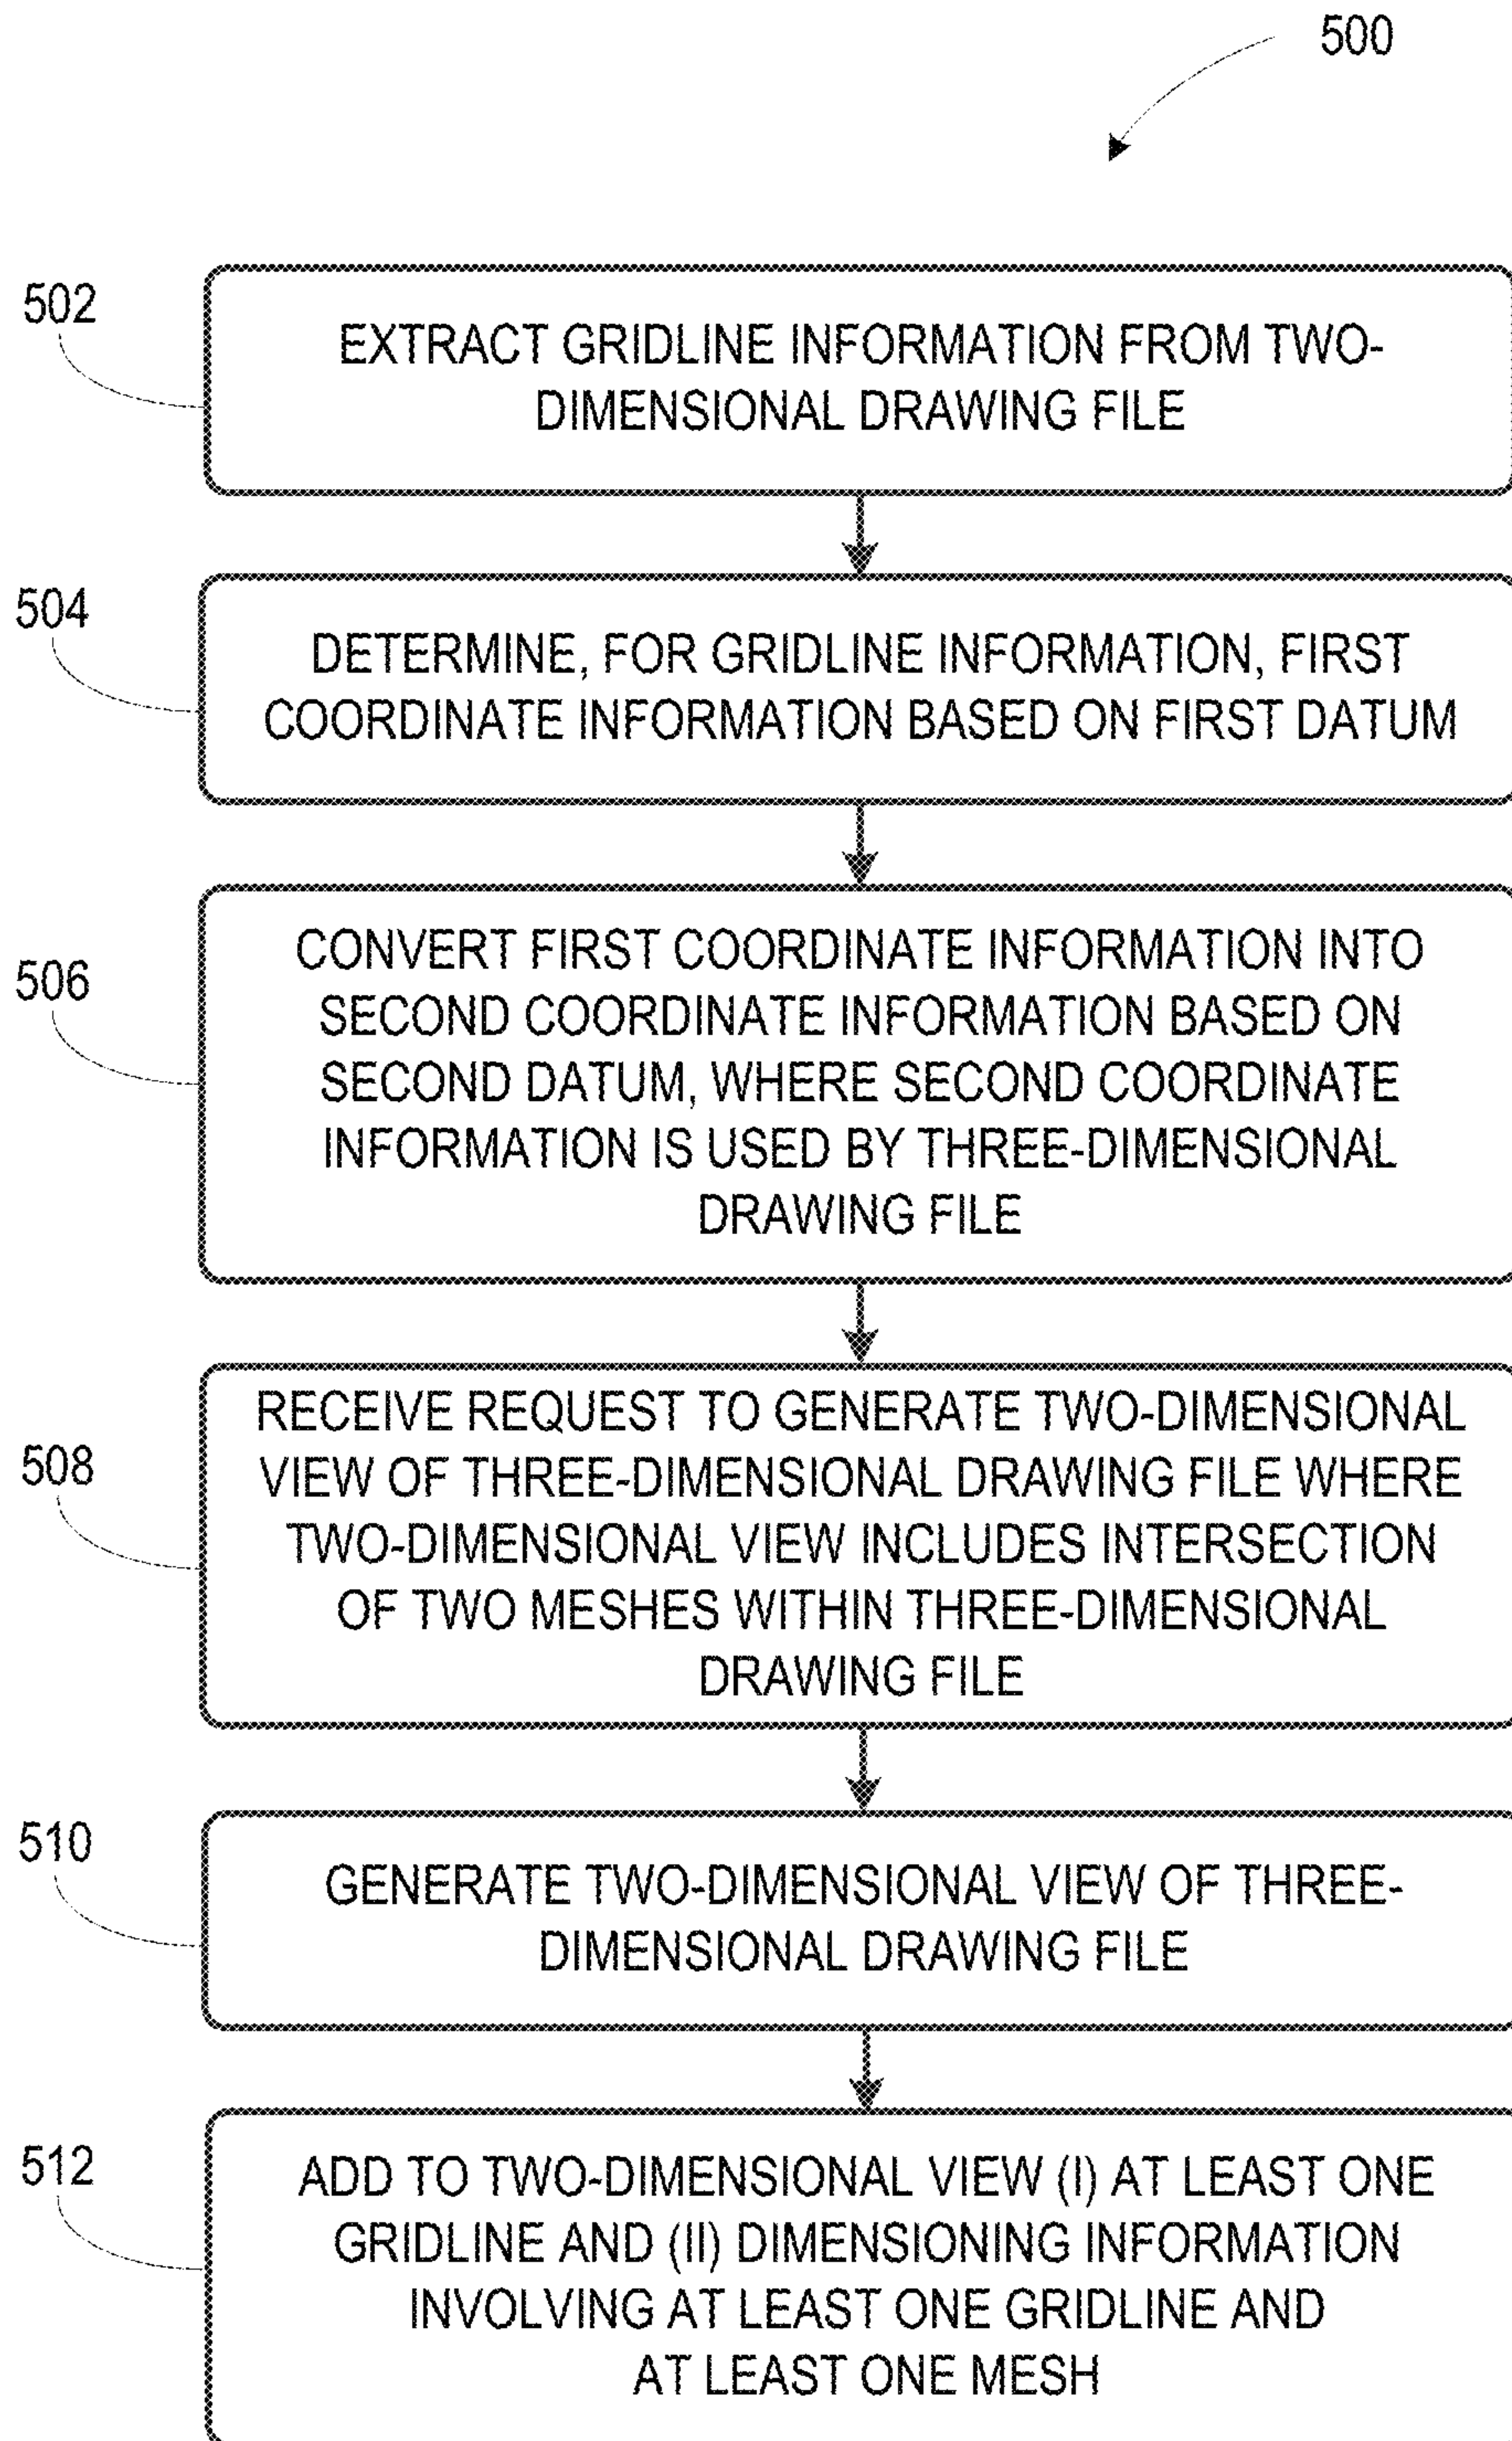 500
502
EXTRACT GRIDLINE INFORMATION FROM TWO-
DIMENSIONAL DRAWING FILE
504
DETERMINE, FOR GRIDLINE INFORMATION, FIRST
COORDINATE INFORMATION BASED ON FIRST DATUM
506
CONVERT FIRST COORDINATE INFORMATION INTO
SECOND COORDINATE INFORMATION BASED ON
SECOND DATUM, WHERE SECOND COORDINATE
INFORMATION IS USED BY THREE-DIMENSIONAL
DRAWING FILE
508
RECEIVE REQUEST TO GENERATE TWO-DIMENSIONAL
VIEW OF THREE-DIMENSIONAL DRAWING FILE WHERE
TWO-DIMENSIONAL VIEW INCLUDES INTERSECTION
OF TWO MESHES WITHIN THREE-DIMENSIONAL
DRAWING FILE
510
GENERATE TWO-DIMENSIONAL VIEW OF THREE-
DIMENSIONAL DRAWING FILE
512
ADD TO TWO-DIMENSIONAL VIEW (I) AT LEAST ONE
GRIDLINE AND (II) DIMENSIONING INFORMATION
INVOLVING AT LEAST ONE GRIDLINE AND
AT LEAST ONE MESH